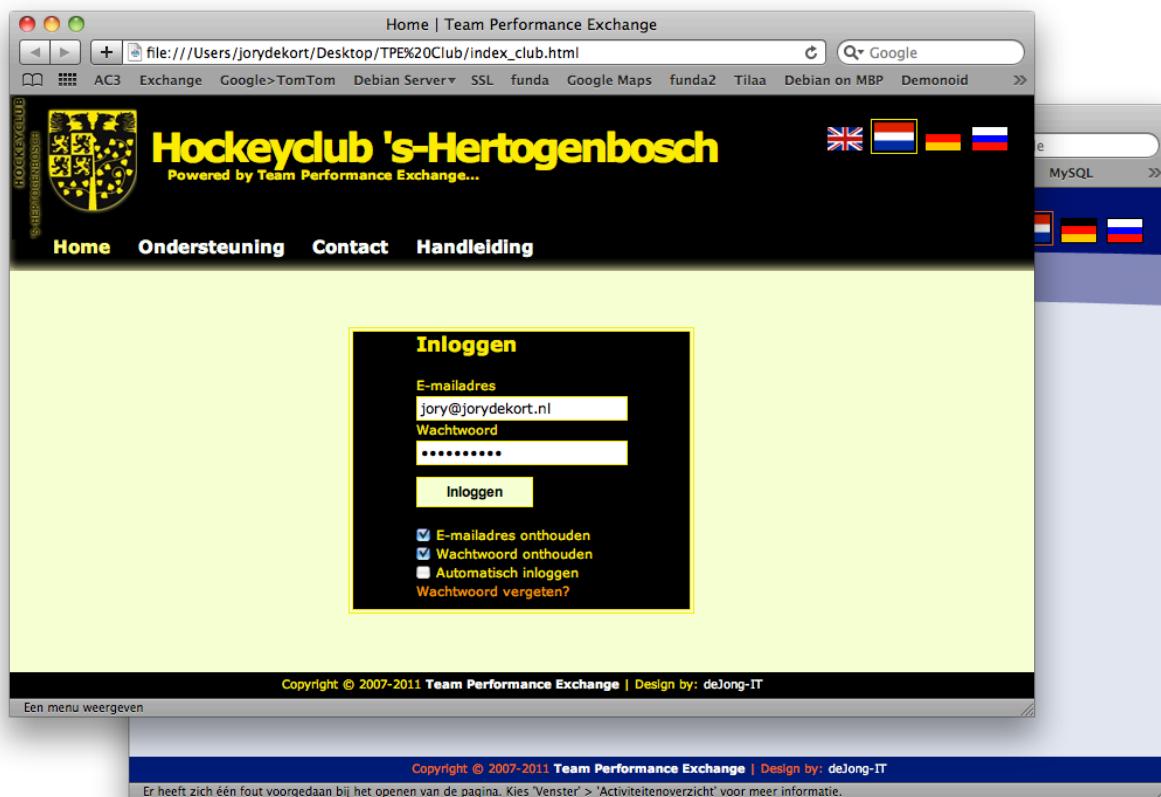 Home | Team Performance Exchange
file:///Users/jorydekort/Desktop/TPE%20Club/index_club.html
Google
AC3 Exchange Google>TomTom Debian Server SSL funda Google Maps funda2 Tilaa Debian on MBP Demonoid >>
HOCKEYCLUB
'S-HERTOGENBOSCH
Hockeyclub 's-Hertogenbosch
Powered by Team Performance Exchange...
Home Ondersteuning Contact Handleiding
Inloggen
E-mailadres
jory@jorydekort.nl
Wachtwoord
••••••••••
Inloggen
E-mailadres onthouden
Wachtwoord onthouden
Automatisch inloggen
Wachtwoord vergeten?
Copyright © 2007-2011 Team Performance Exchange | Design by: deJong-IT
Een menu weergeven
le
MySQL >>
Copyright © 2007-2011 Team Performance Exchange | Design by: deJong-IT
Er heeft zich één fout voorgedaan bij het openen van de pagina. Kies 'Venster' > 'Activiteitenoverzicht' voor meer informatie.